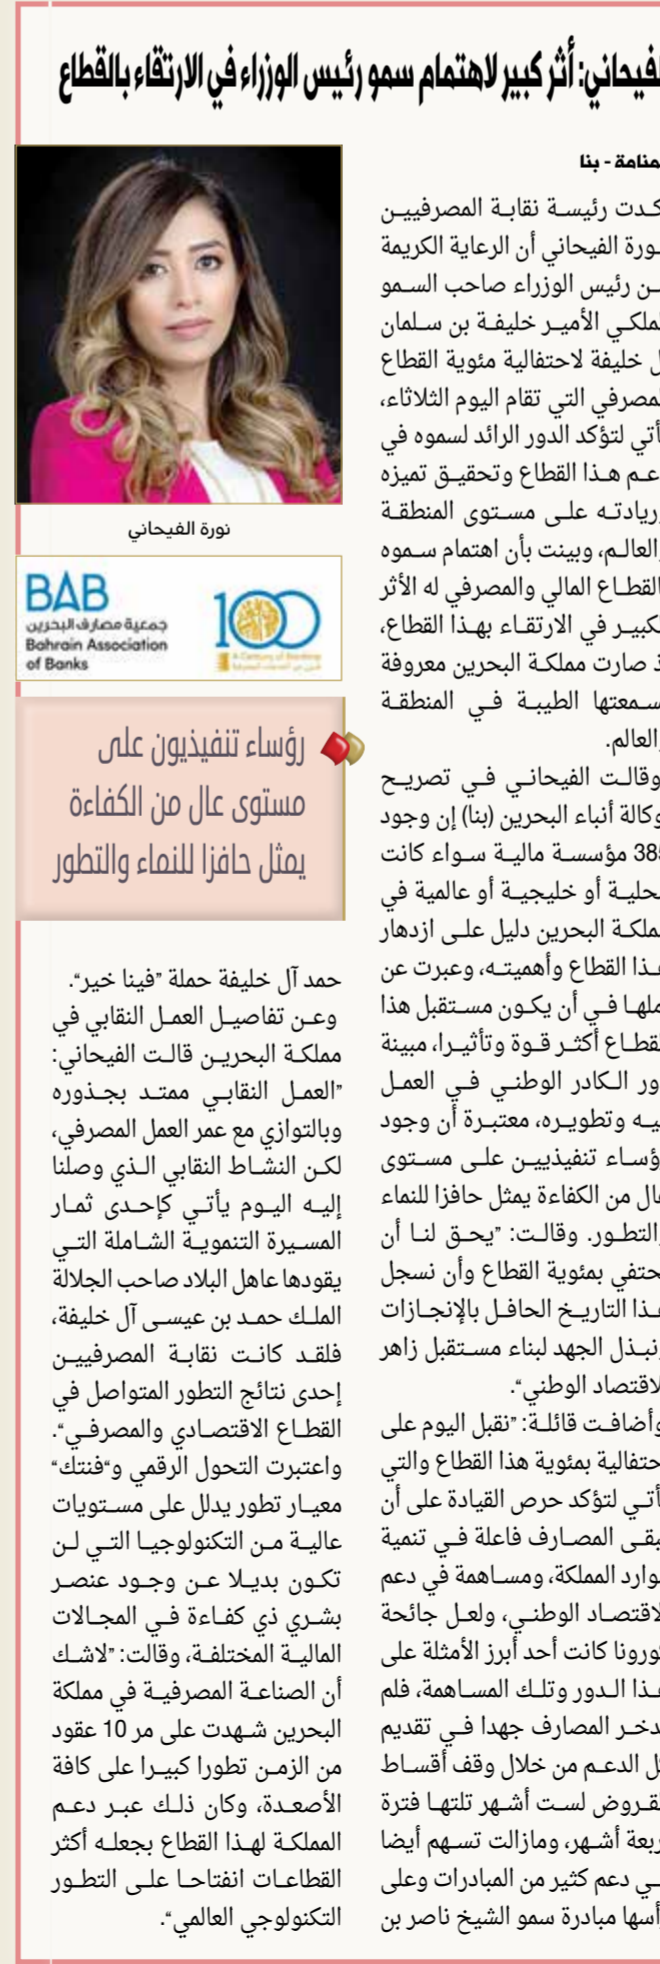 لفيحاني: أثر كبير لاهتمام سمو رئيس الوزراء في الارتقاء بالقطاع
لمنامة - بنا
كدت رئيسة نقابة المصرفيين
ـورة الفيحاني أن الرعاية الكريمة
ـن رئيس الوزراء صاحب السمو
لملكي الأمير خليفة بن سلمان
ل خليفة لاحتفالية مئوية القطاع
لمصرفي التي تقام اليوم الثلاثاء،
أتي لتؤكد الدور الرائد لسموه في
عم هذا القطاع وتحقيق تميزه
ريادته على مستوى المنطقة
العالم، وبينت بأن اهتمام سموه
القطاع المالي والمصرفي له الأثر
لكبير في الارتقاء بهذا القطاع،
ذ صارت مملكة البحرين معروفة
سمعتها الطيبة في المنطقة
العالم.
وقالت الفيحاني في تصريح
وكالة أنباء البحرين (بنا) إن وجود
385 مؤسسة مالية سواء كانت
حلية أو خليجية أو عالمية في
ملكة البحرين دليل على ازدهار
هذا القطاع وأهميته، وعبرت عن
ملها في أن يكون مستقبل هذا
لقطاع أكثر قوة وتأثيرا، مبينة
ور الكادر الوطني في العمل
يه وتطويره، معتبرة أن وجود
ؤساء تنفيذيين على مستوى
ال من الكفاءة يمثل حافزا للنماء
التطور. وقالت: "يحق لنا أن
حتفي بمئوية القطاع وأن نسجل
هذا التاريخ الحافل بالإنجازات
نبذل الجهد لبناء مستقبل زاهر
لاقتصاد الوطني".
وأضافت قائلة: "نقبل اليوم على
حتفالية بمئوية هذا القطاع والتي
أتي لتؤكد حرص القيادة على أن
بقى المصارف فاعلة في تنمية
وارد المملكة، ومساهمة في دعم
لاقتصاد الوطني، ولعل جائحة
كورونا كانت أحد أبرز الأمثلة على
هذا الدور وتلك المساهمة، فلم
دخر المصارف جهدا في تقديم
ل الدعم من خلال وقف أقساط
لقروض لست أشهر تلتها فترة
ربعة أشهر، ومازالت تسهم أيضا
ـي دعم كثير من المبادرات وعلى
أسها مبادرة سمو الشيخ ناصر بن
نورة الفيحاني
BAB
جمعية مصارف البحرين
Bahrain Association
of Banks
100
A Century of Banking
رؤساء تنفيذيون على
مستوى عال من الكفاءة
يمثل حافزا للنماء والتطور
حمد آل خليفة حملة "فينا خير".
وعن تفاصيل العمل النقابي في
مملكة البحرين قالت الفيحاني:
"العمل النقابي ممتد بجذوره
وبالتوازي مع عمر العمل المصرفي،
لكن النشاط النقابي الذي وصلنا
إليه اليوم يأتي كإحدى ثمار
المسيرة التنموية الشاملة التي
يقودها عاهل البلاد صاحب الجلالة
الملك حمد بن عيسى آل خليفة،
فلقد كانت نقابة المصرفيين
إحدى نتائج التطور المتواصل في
القطاع الاقتصادي والمصرفي".
واعتبرت التحول الرقمي و"فنتك"
معيار تطور يدلل على مستويات
عالية من التكنولوجيا التي لن
تكون بديلا عن وجود عنصر
بشري ذي كفاءة في المجالات
المالية المختلفة، وقالت: "لاشك
أن الصناعة المصرفية في مملكة
البحرين شهدت على مر 10 عقود
من الزمن تطورا كبيرا على كافة
الأصعدة، وكان ذلك عبر دعم
المملكة لهذا القطاع بجعله أكثر
القطاعات انفتاحا على التطور
التكنولوجي العالمي".